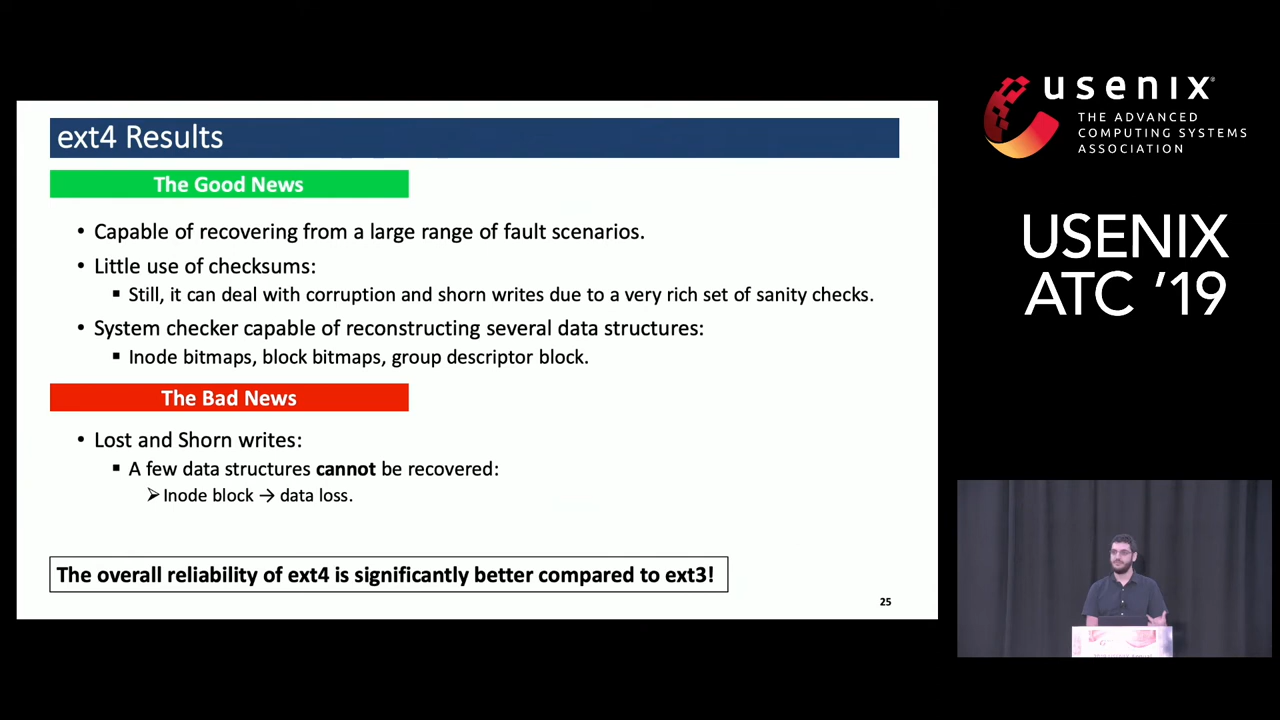 ext4 Results
The Good News
• Capable of recovering from a large range of fault scenarios.
• Little use of checksums:
▪ Still, it can deal with corruption and shorn writes due to a very rich set of sanity checks.
• System checker capable of reconstructing several data structures:
▪ Inode bitmaps, block bitmaps, group descriptor block.
The Bad News
• Lost and Shorn writes:
▪ A few data structures cannot be recovered:
➢ Inode block → data loss.
The overall reliability of ext4 is significantly better compared to ext3!
25
usenix
THE ADVANCED
COMPUTING SYSTEMS
ASSOCIATION
USENIX
ATC '19